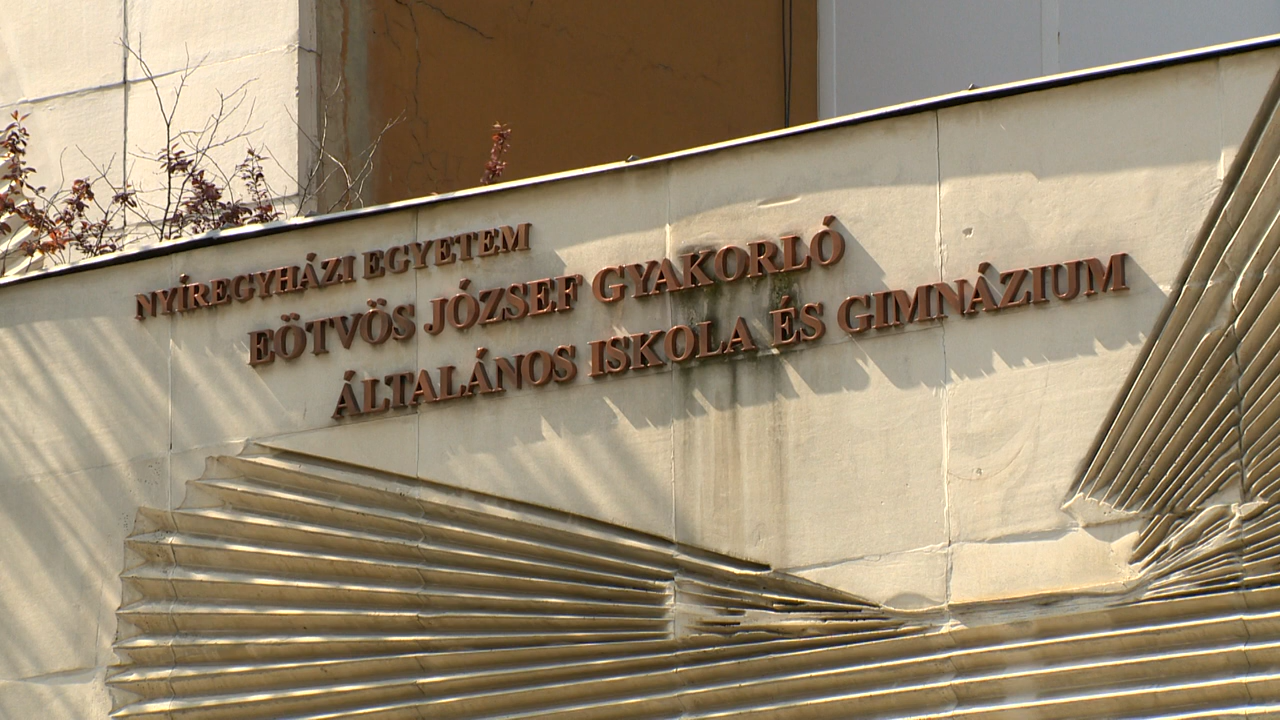 NYÍREGYHÁZI EGYETEM
EÖTVÖS JÓZSEF GYAKORLÓ
ÁLTALÁNOS ISKOLA ÉS GIMNÁZIUM